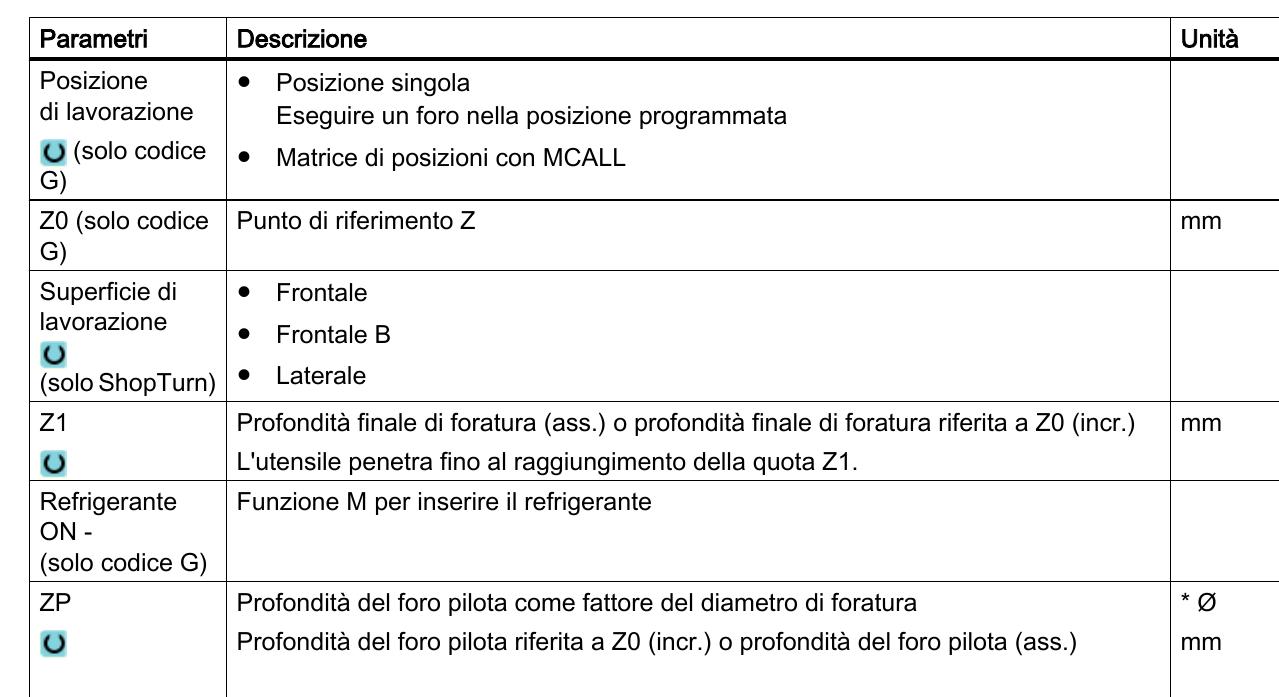 Parametri Descrizione Unità
Posizione
di lavorazione
(solo codice
G)
● Posizione singola
Eseguire un foro nella posizione programmata
● Matrice di posizioni con MCALL
Z0 (solo codice
G)
Punto di riferimento Z mm
Superficie di
lavorazione
(solo ShopTurn)
● Frontale
● Frontale B
● Laterale
Z1
Profondità finale di foratura (ass.) o profondità finale di foratura riferita a Z0 (incr.) mm
L'utensile penetra fino al raggiungimento della quota Z1.
Refrigerante
ON -
(solo codice G)
Funzione M per inserire il refrigerante
ZP
Profondità del foro pilota come fattore del diametro di foratura * Ø
Profondità del foro pilota riferita a Z0 (incr.) o profondità del foro pilota (ass.) mm